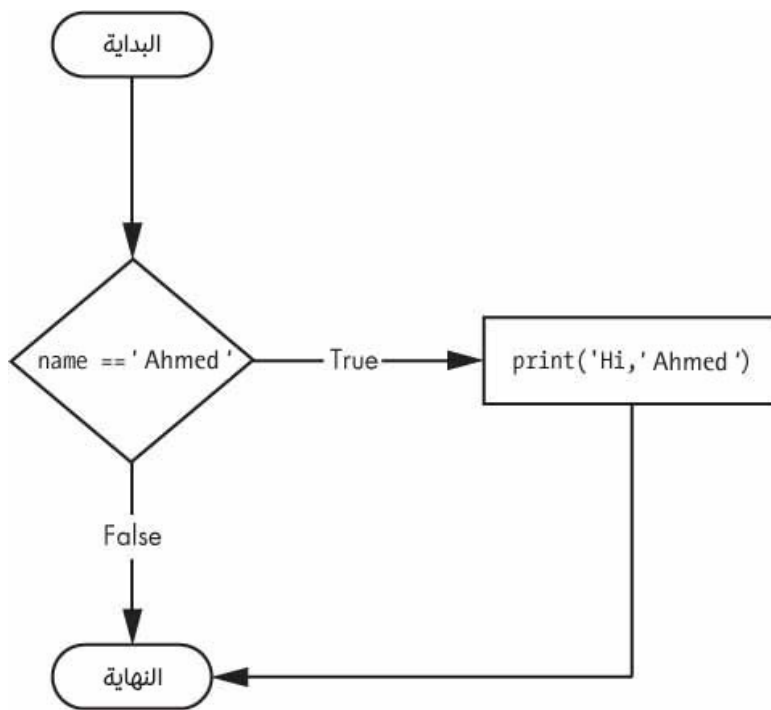 البداية
name == ' Ahmed '
True
print('Hi,' Ahmed ')
False
النهاية